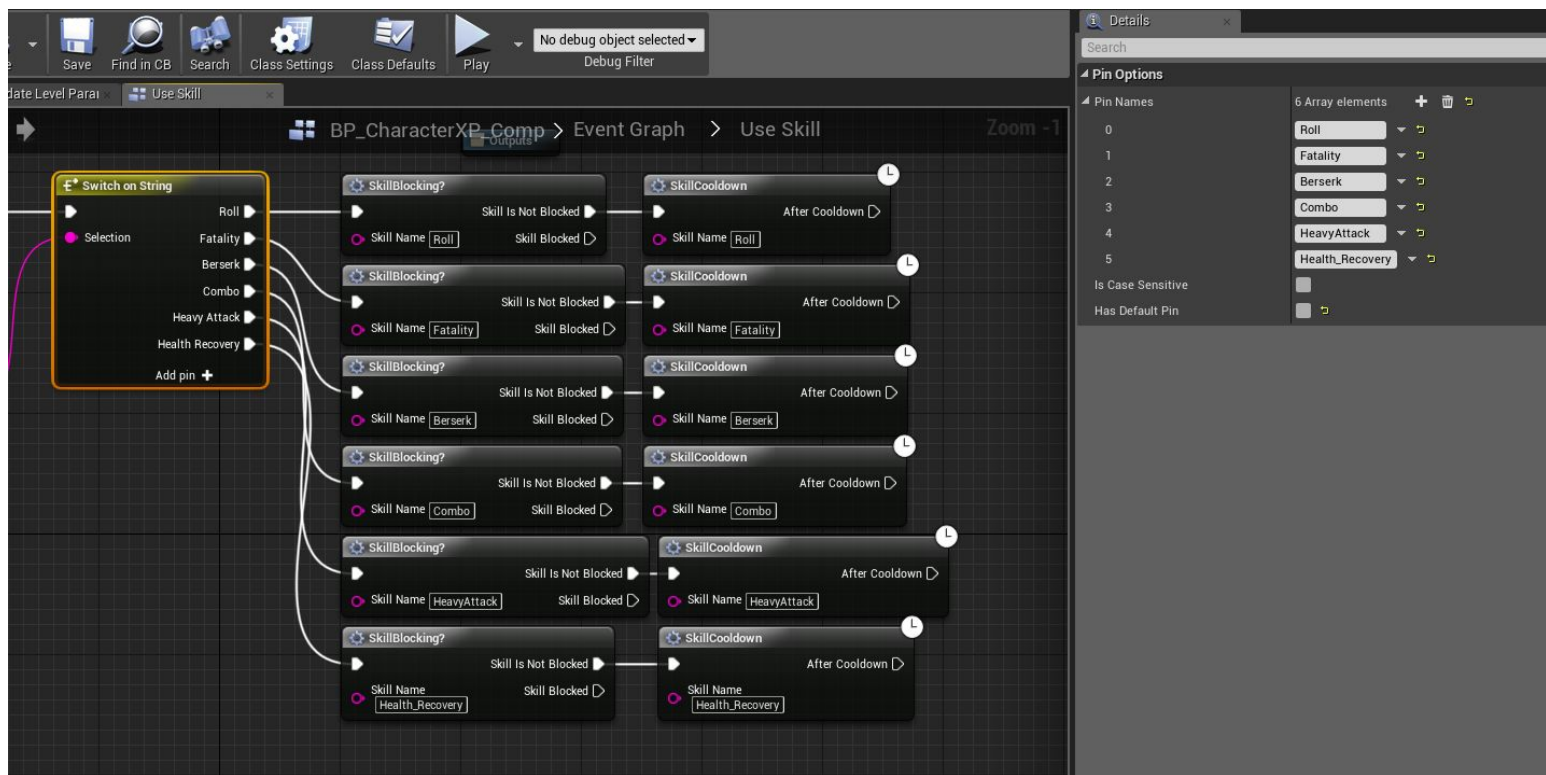 Save Find in CB Search Class Settings Class Defaults Play
No debug object selected
Debug Filter
Use Skill
BP_CharacterXP_Comp > Event Graph > Use Skill
Zoom -1
Outputs
Switch on String
Roll
Selection Fatality
Berserk
Combo
Heavy Attack
Health Recovery
Add pin
SkillBlocking?
Skill Is Not Blocked
Skill Name Roll Skill Blocked
SkillCooldown
After Cooldown
Skill Name Roll
SkillBlocking?
Skill Is Not Blocked
Skill Name Fatality Skill Blocked
SkillCooldown
After Cooldown
Skill Name Fatality
SkillBlocking?
Skill Is Not Blocked
Skill Name Berserk Skill Blocked
SkillCooldown
After Cooldown
Skill Name Berserk
SkillBlocking?
Skill Is Not Blocked
Skill Name Combo Skill Blocked
SkillCooldown
After Cooldown
Skill Name Combo
SkillBlocking?
Skill Is Not Blocked
Skill Name HeavyAttack Skill Blocked
SkillCooldown
After Cooldown
Skill Name HeavyAttack
SkillBlocking?
Skill Is Not Blocked
Skill Name Skill Blocked
Health_Recovery
SkillCooldown
After Cooldown
Skill Name
Health_Recovery
Details
Search
Pin Options
Pin Names 6 Array elements
0 Roll
1 Fatality
2 Berserk
3 Combo
4 HeavyAttack
5 Health_Recovery
Is Case Sensitive
Has Default Pin